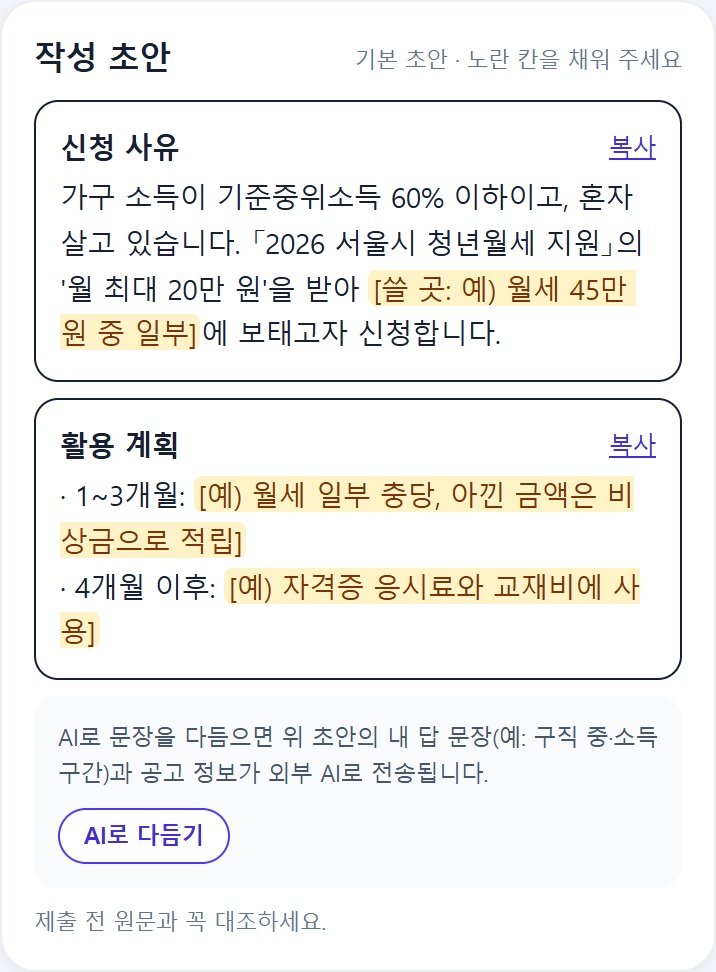 작성 초안
기본 초안 · 노란 칸을 채워 주세요
신청 사유
복사
가구 소득이 기준중위소득 60% 이하이고, 혼자
살고 있습니다. 「2026 서울시 청년월세 지원」의
'월 최대 20만 원'을 받아 [쓸 곳: 예) 월세 45만
원 중 일부]에 보태고자 신청합니다.
활용 계획
복사
· 1~3개월: [예) 월세 일부 충당, 아낀 금액은 비
상금으로 적립]
· 4개월 이후: [예) 자격증 응시료와 교재비에 사
용]
AI로 문장을 다듬으면 위 초안의 내 답 문장(예: 구직 중·소득
구간)과 공고 정보가 외부 AI로 전송됩니다.
AI로 다듬기
제출 전 원문과 꼭 대조하세요.